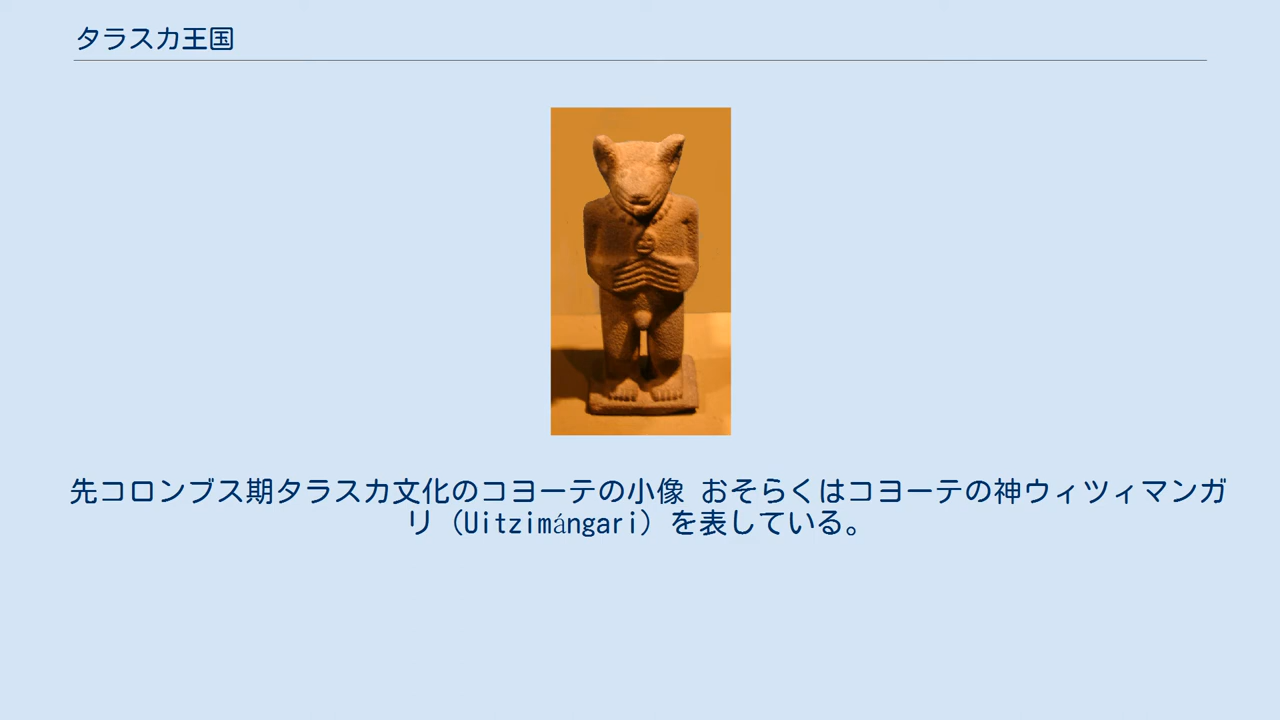 タラスカ王国
先コロンブス期タラスカ文化のコヨーテの小像 おそらくはコヨーテの神ウィツィマンガ
リ（Uitzimángari）を表している。